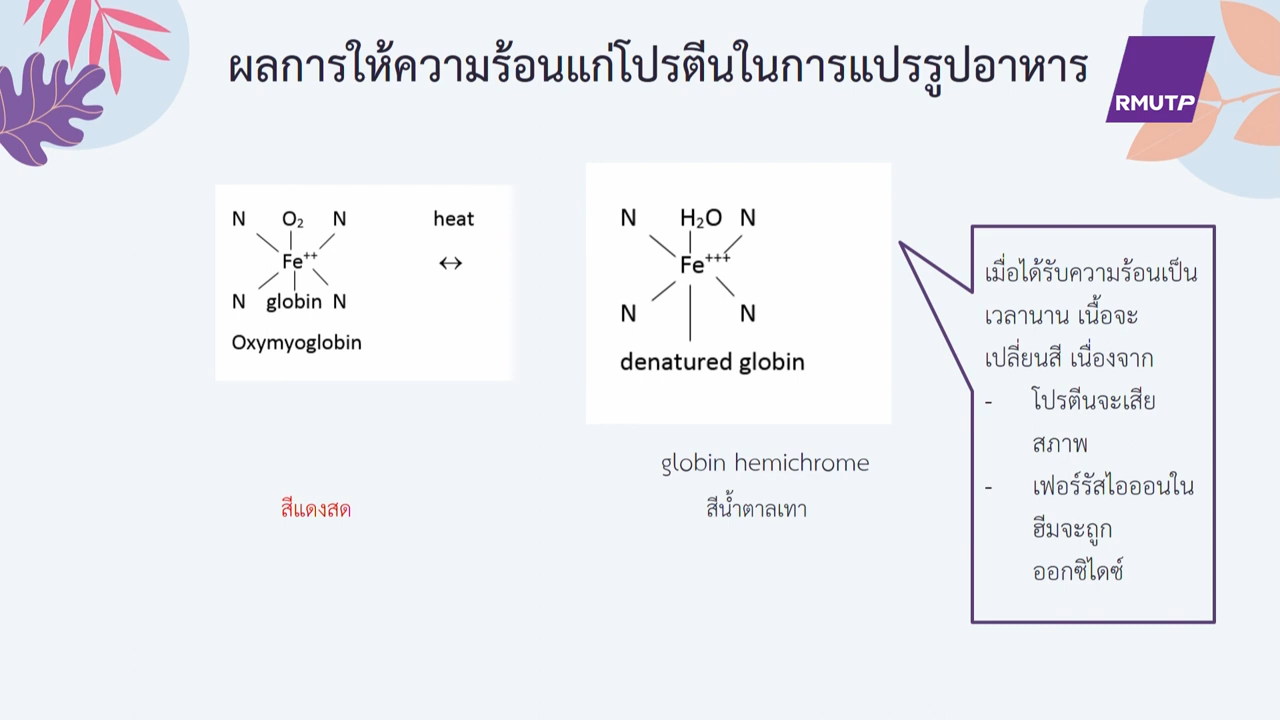 ผลการให้ความร้อนแก่โปรตีนในการแปรรูปอาหาร
RMUTP
N O₂ N heat
Fe⁺⁺ ↔
N globin N
Oxymyoglobin
สีแดงสด
N H₂O N
Fe⁺⁺⁺
N N
denatured globin
globin hemichrome
สีน้ำตาลเทา
เมื่อได้รับความร้อนเป็น
เวลานาน เนื้อจะ
เปลี่ยนสี เนื่องจาก
- โปรตีนจะเสีย
สภาพ
- เฟอร์รัสไอออนใน
ฮีมจะถูก
ออกซิไดซ์